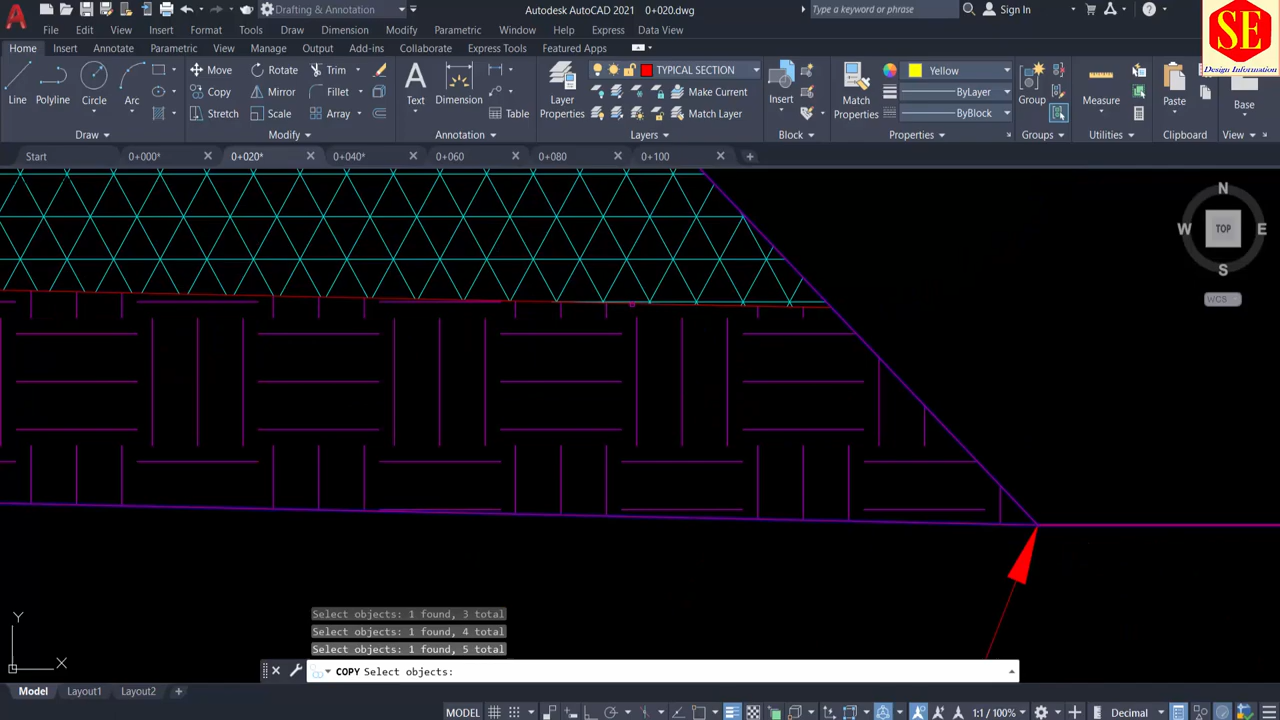 Drafting & Annotation
Autodesk AutoCAD 2021 0+020.dwg
Type a keyword or phrase
Sign In
SE
Design Information
File Edit View Insert Format Tools Draw Dimension Modify Parametric Window Help Express Data View
Home Insert Annotate Parametric View Manage Output Add-ins Collaborate Express Tools Featured Apps
Line Polyline Circle Arc
Move Rotate Trim
Copy Mirror Fillet
Stretch Scale Array
Text Dimension Table
Layer Properties
TYPICAL SECTION
Make Current
Match Layer
Insert
Match Properties
Yellow
ByLayer
ByBlock
Group
Measure
Paste
Base
Draw Modify Annotation Layers Block Properties Groups Utilities Clipboard View
Start 0+000* 0+020* 0+040* 0+060 0+080 0+100
N
W TOP E
S
WCS
Y
X
Select objects: 1 found, 3 total
Select objects: 1 found, 4 total
Select objects: 1 found, 5 total
COPY Select objects:
Model Layout1 Layout2
MODEL 1:1 / 100% Decimal